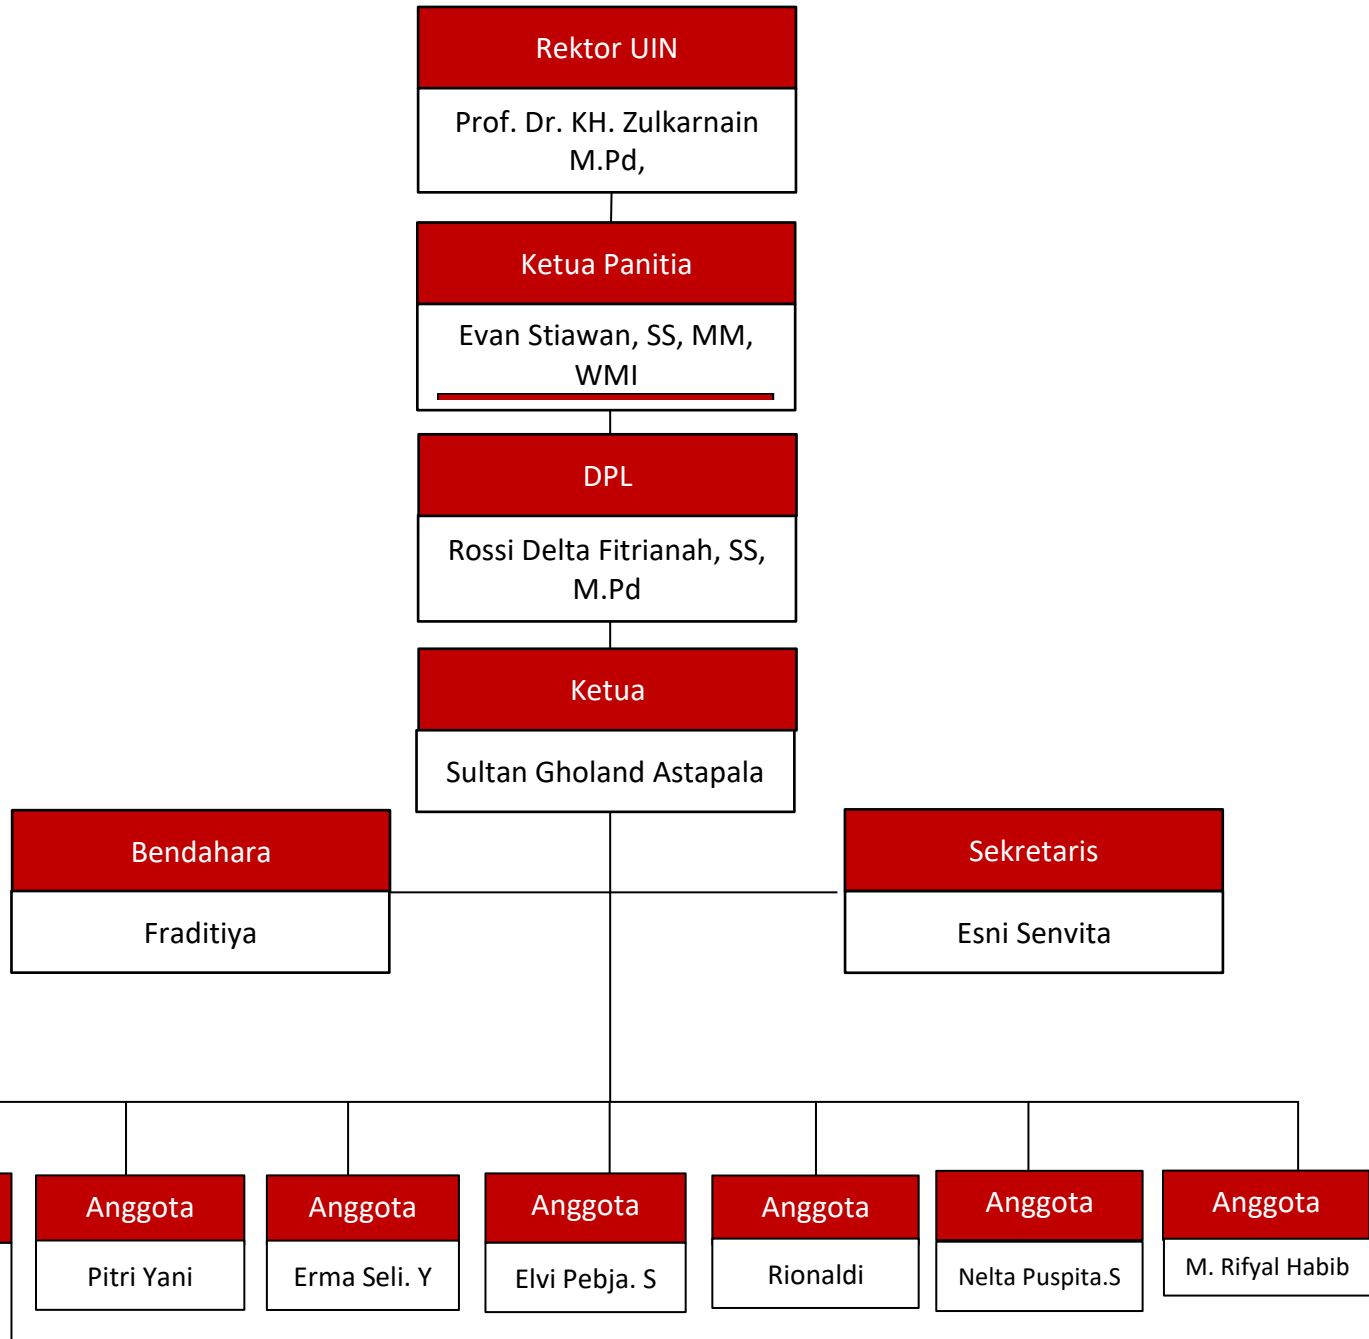 Rektor UIN
Prof. Dr. KH. Zulkarnain
M.Pd,
Ketua Panitia
Evan Stiawan, SS, MM,
WMI
DPL
Rossi Delta Fitrianah, SS,
M.Pd
Ketua
Sultan Gholand Astapala
Bendahara
Fraditiya
Sekretaris
Esni Senvita
Anggota
Pitri Yani
Anggota
Erma Seli. Y
Anggota
Elvi Pebja. S
Anggota
Rionaldi
Anggota
Nelta Puspita.S
Anggota
M. Rifyal Habib